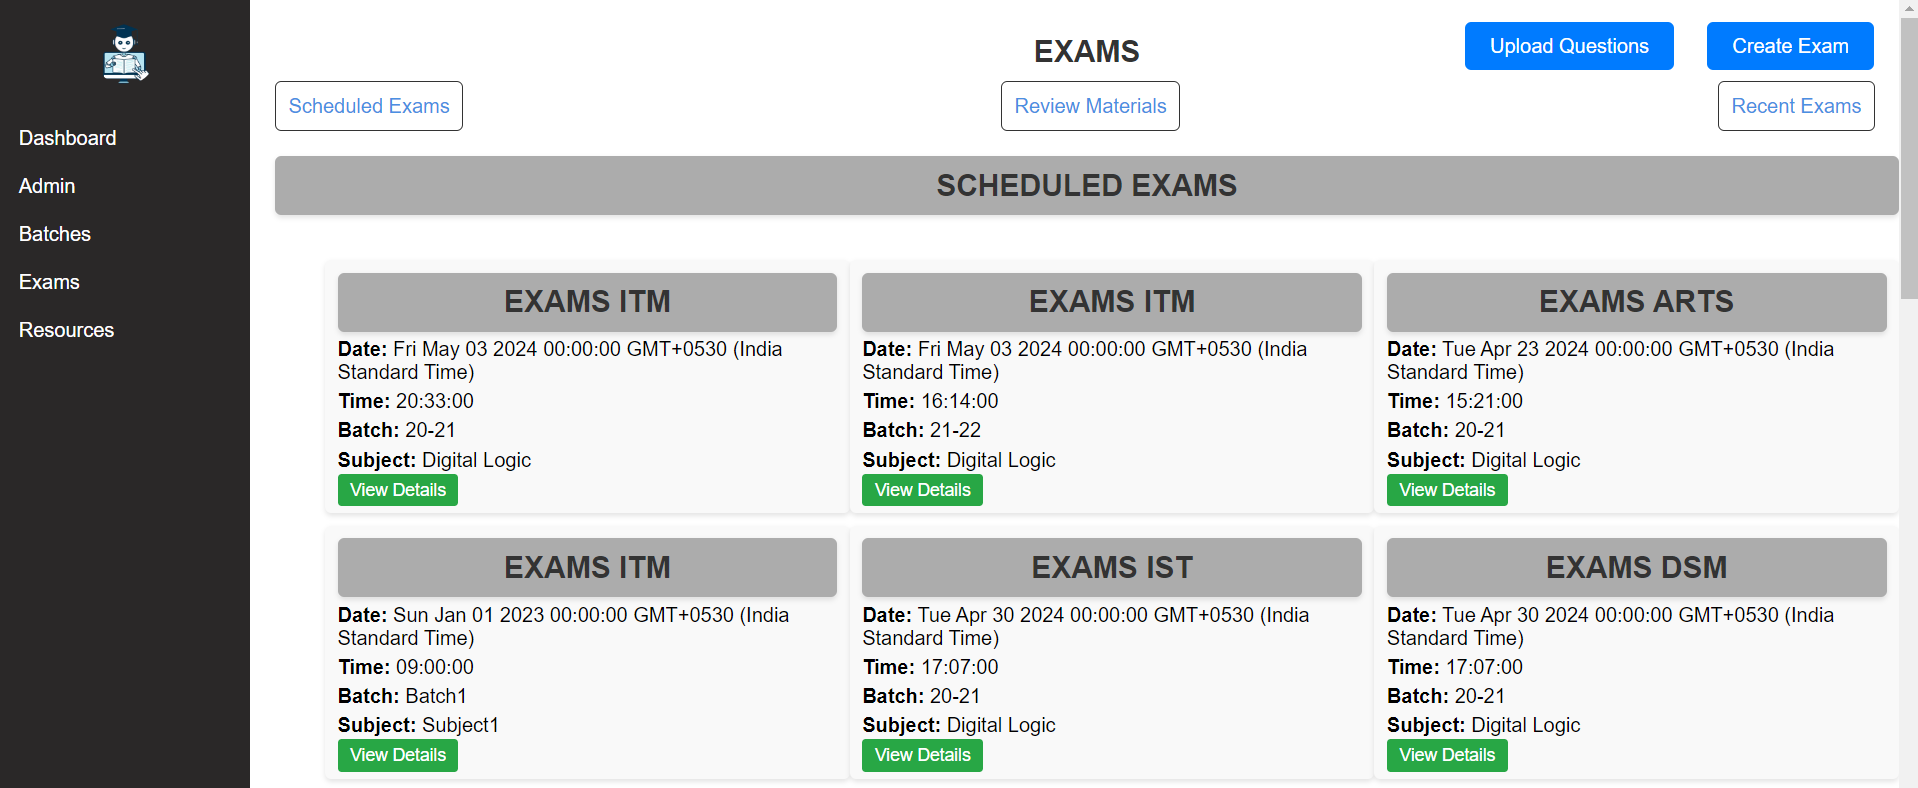 Dashboard
Admin
Batches
Exams
Resources
EXAMS
Upload Questions
Create Exam
Scheduled Exams
Review Materials
Recent Exams
SCHEDULED EXAMS
EXAMS ITM
Date: Fri May 03 2024 00:00:00 GMT+0530 (India
Standard Time)
Time: 20:33:00
Batch: 20-21
Subject: Digital Logic
View Details
EXAMS ITM
Date: Fri May 03 2024 00:00:00 GMT+0530 (India
Standard Time)
Time: 16:14:00
Batch: 21-22
Subject: Digital Logic
View Details
EXAMS ARTS
Date: Tue Apr 23 2024 00:00:00 GMT+0530 (India
Standard Time)
Time: 15:21:00
Batch: 20-21
Subject: Digital Logic
View Details
EXAMS ITM
Date: Sun Jan 01 2023 00:00:00 GMT+0530 (India
Standard Time)
Time: 09:00:00
Batch: Batch1
Subject: Subject1
View Details
EXAMS IST
Date: Tue Apr 30 2024 00:00:00 GMT+0530 (India
Standard Time)
Time: 17:07:00
Batch: 20-21
Subject: Digital Logic
View Details
EXAMS DSM
Date: Tue Apr 30 2024 00:00:00 GMT+0530 (India
Standard Time)
Time: 17:07:00
Batch: 20-21
Subject: Digital Logic
View Details